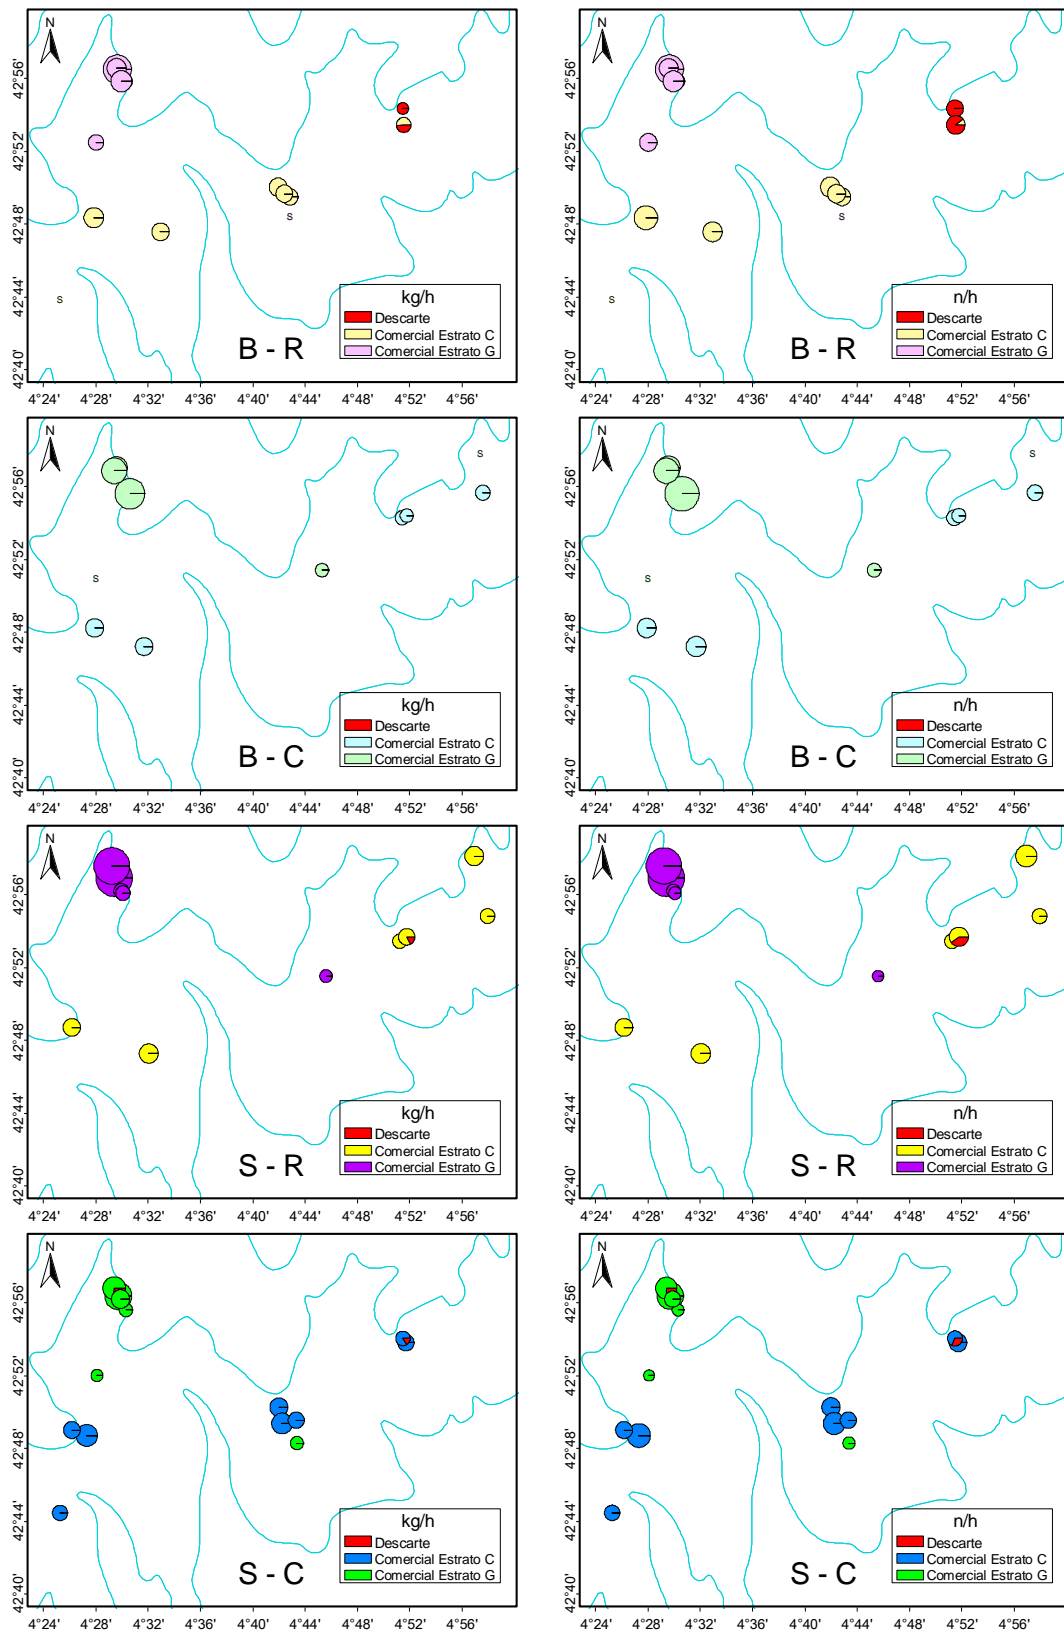 N
42°56'
42°52'
42°48'
42°44'
42°40'
S
S
kg/h
Descarte
Comercial Estrato C
Comercial Estrato G
B - R
4°24' 4°28' 4°32' 4°36' 4°40' 4°44' 4°48' 4°52' 4°56'
N
42°56'
42°52'
42°48'
42°44'
42°40'
S
S
n/h
Descarte
Comercial Estrato C
Comercial Estrato G
B - R
4°24' 4°28' 4°32' 4°36' 4°40' 4°44' 4°48' 4°52' 4°56'
N
S
42°56'
42°52'
S
42°48'
42°44'
42°40'
kg/h
Descarte
Comercial Estrato C
Comercial Estrato G
B - C
4°24' 4°28' 4°32' 4°36' 4°40' 4°44' 4°48' 4°52' 4°56'
N
S
42°56'
42°52'
S
42°48'
42°44'
42°40'
n/h
Descarte
Comercial Estrato C
Comercial Estrato G
B - C
4°24' 4°28' 4°32' 4°36' 4°40' 4°44' 4°48' 4°52' 4°56'
N
42°56'
42°52'
42°48'
42°44'
42°40'
kg/h
Descarte
Comercial Estrato C
Comercial Estrato G
S - R
4°24' 4°28' 4°32' 4°36' 4°40' 4°44' 4°48' 4°52' 4°56'
N
42°56'
42°52'
42°48'
42°44'
42°40'
n/h
Descarte
Comercial Estrato C
Comercial Estrato G
S - R
4°24' 4°28' 4°32' 4°36' 4°40' 4°44' 4°48' 4°52' 4°56'
N
42°56'
42°52'
42°48'
42°44'
42°40'
kg/h
Descarte
Comercial Estrato C
Comercial Estrato G
S - C
4°24' 4°28' 4°32' 4°36' 4°40' 4°44' 4°48' 4°52' 4°56'
N
42°56'
42°52'
42°48'
42°44'
42°40'
n/h
Descarte
Comercial Estrato C
Comercial Estrato G
S - C
4°24' 4°28' 4°32' 4°36' 4°40' 4°44' 4°48' 4°52' 4°56'